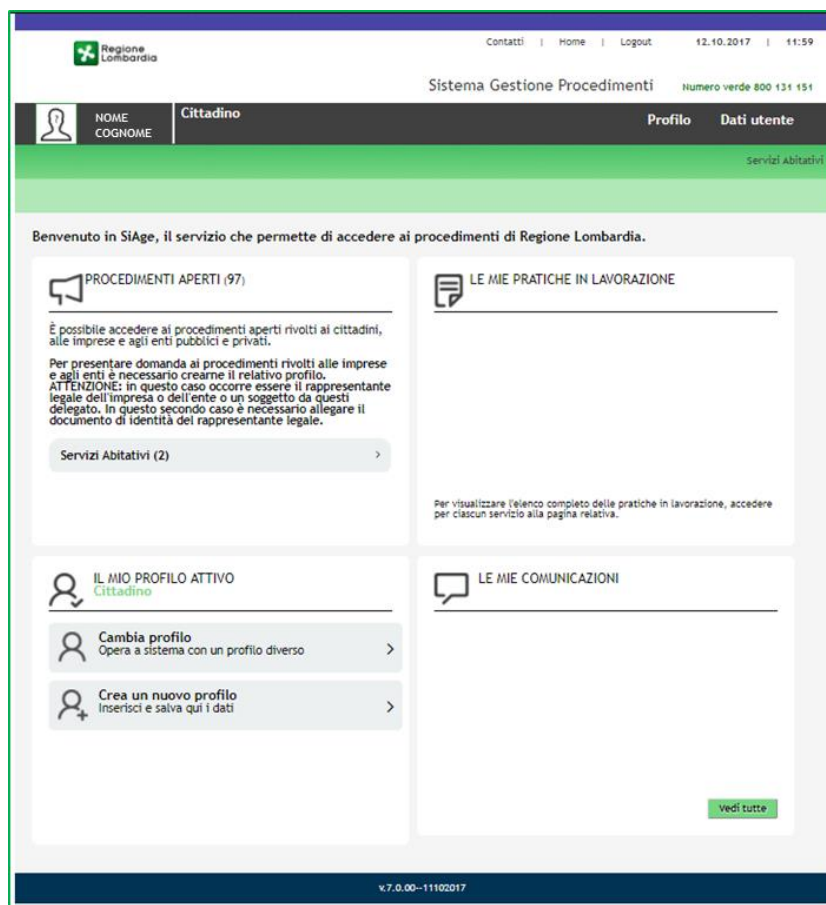 Regione
Lombardia
Contatti | Home | Logout 12.10.2017 | 11:59
Sistema Gestione Procedimenti Numero verde 800 131 151
NOME
COGNOME
Cittadino
Profilo Dati utente
Servizi Abitativi
Benvenuto in SiAge, il servizio che permette di accedere ai procedimenti di Regione Lombardia.
PROCEDIMENTI APERTI (97)
È possibile accedere ai procedimenti aperti rivolti ai cittadini,
alle imprese e agli enti pubblici e privati.
Per presentare domanda ai procedimenti rivolti alle imprese
e agli enti è necessario crearne il relativo profilo.
ATTENZIONE: in questo caso occorre essere il rappresentante
legale dell'impresa o dell'ente o un soggetto da questi
delegato. In questo secondo caso è necessario allegare il
documento di identità del rappresentante legale.
Servizi Abitativi (2)
LE MIE PRATICHE IN LAVORAZIONE
Per visualizzare l'elenco completo delle pratiche in lavorazione, accedere
per ciascun servizio alla pagina relativa.
IL MIO PROFILO ATTIVO
Cittadino
Cambia profilo
Opera a sistema con un profilo diverso
Crea un nuovo profilo
Inserisci e salva qui i dati
LE MIE COMUNICAZIONI
Vedi tutte
v.7.0.00--11102017